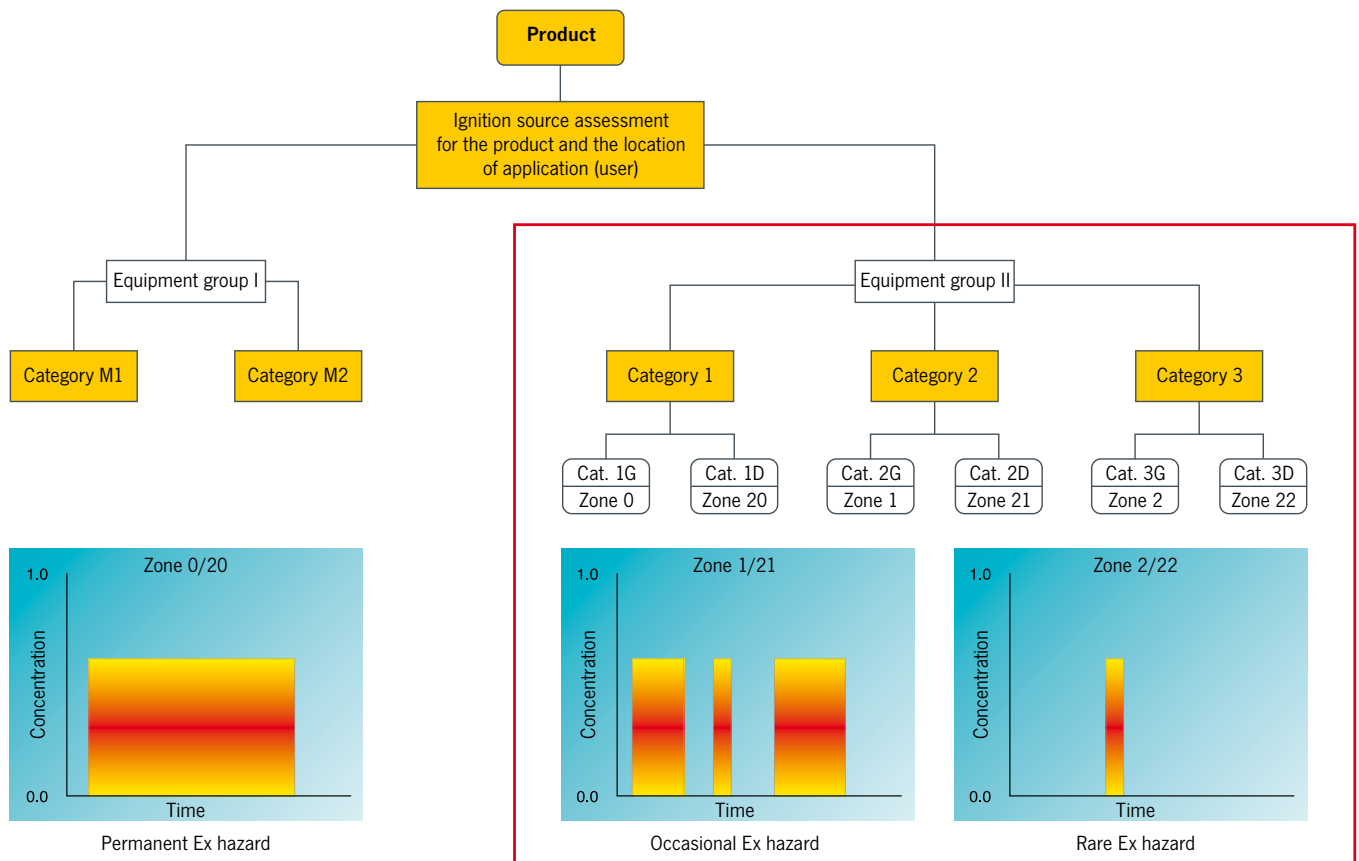 Product
Ignition source assessment
for the product and the location
of application (user)
Equipment group I
Equipment group II
Category M1
Category M2
Category 1
Category 2
Category 3
Cat. 1G
Zone 0
Cat. 1D
Zone 20
Cat. 2G
Zone 1
Cat. 2D
Zone 21
Cat. 3G
Zone 2
Cat. 3D
Zone 22
Zone 0/20
1.0
Concentration
0.0
Time
Permanent Ex hazard
Zone 1/21
1.0
Concentration
0.0
Time
Occasional Ex hazard
Zone 2/22
1.0
Concentration
0.0
Time
Rare Ex hazard